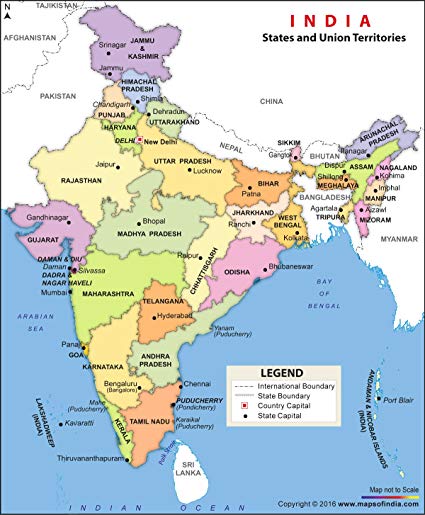 INDIA
States and Union Territories
TAJIKISTAN
AFGHANISTAN
N
JAMMU
&
KASHMIR
Srinagar
Jammu
PAKISTAN
HIMACHAL
PRADESH
Shimla
Chandigarh
PUNJAB
Dehradun
UTTARAKHAND
HARYANA
DELHI
New Delhi
CHINA
NEPAL
SIKKIM
Gangtok
BHUTAN
ARUNACHAL
PRADESH
Itanagar
Dispur
ASSAM
NAGALAND
Kohima
Shillong
MEGHALAYA
Imphal
MANIPUR
BANGLADESH
Agartala
TRIPURA
Aizawl
MIZORAM
MYANMAR
RAJASTHAN
Jaipur
UTTAR PRADESH
Lucknow
BIHAR
Patna
JHARKHAND
Ranchi
WEST
BENGAL
Kolkata
Gandhinagar
GUJARAT
Bhopal
MADHYA PRADESH
Raipur
CHHATTISGARH
ODISHA
Bhubaneswar
DAMAN & DIU
Daman
Silvassa
DADRA &
NAGAR HAVELI
Mumbai
MAHARASHTRA
TELANGANA
Hyderabad
Yanam
(Puducherry)
ARABIAN
SEA
BAY
OF
BENGAL
Panaji
GOA
KARNATAKA
ANDHRA
PRADESH
Bengaluru
(Bangalore)
Chennai
Mahe
(Puducherry)
PUDUCHERRY
(Pondicherry)
Karaikal
(Puducherry)
TAMIL NADU
KERALA
LAKSHADWEEP
(INDIA)
Kavaratti
Thiruvananthapuram
Palk Strait
SRI
LANKA
ANDAMAN & NICOBAR ISLANDS
(INDIA)
Port Blair
LEGEND
International Boundary
State Boundary
Country Capital
State Capital
INDIAN OCEAN
Map not to Scale
Copyright © 2016 www.mapsofindia.com